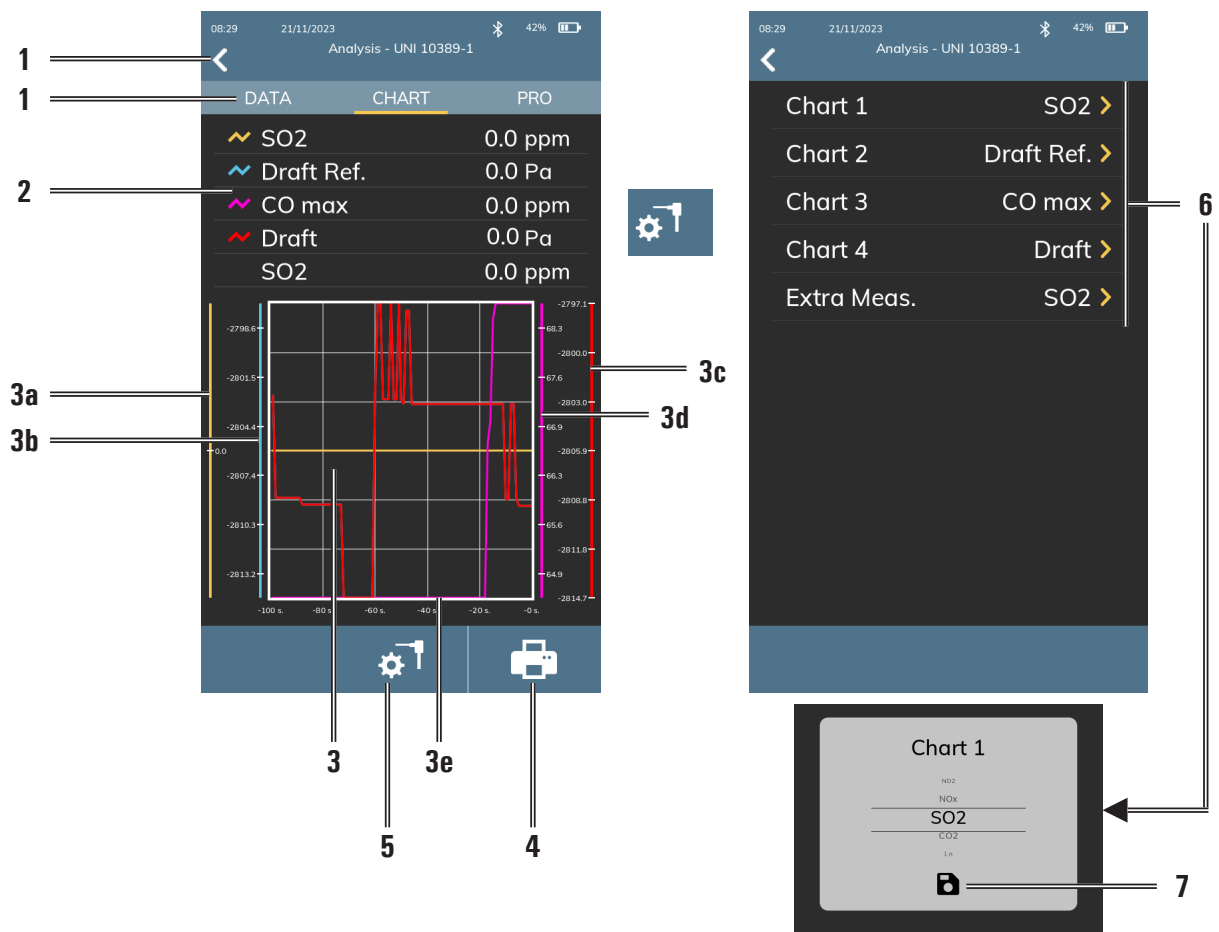 08:29 21/11/2023 42%
Analysis - UNI 10389-1
DATA CHART PRO
SO2 0.0 ppm
Draft Ref. 0.0 Pa
CO max 0.0 ppm
Draft 0.0 Pa
SO2 0.0 ppm
-2797.1
-2798.6 68.3
-2800.0
-2801.5 67.6
-2803.0
-2804.4 66.9
0.0 -2805.9
-2807.4 66.3
-2808.8
-2810.3 65.6
-2811.8
-2813.2 64.9
-2814.7
-100 s. -80 s -60 s. -40 s -20 s. -0 s.
1
1
2
3a
3b
3c
3d
3
3e
5
4
08:29 21/11/2023 42%
Analysis - UNI 10389-1
Chart 1 SO2
Chart 2 Draft Ref.
Chart 3 CO max
Chart 4 Draft
Extra Meas. SO2
6
Chart 1
NO2
NOx
SO2
CO2
7